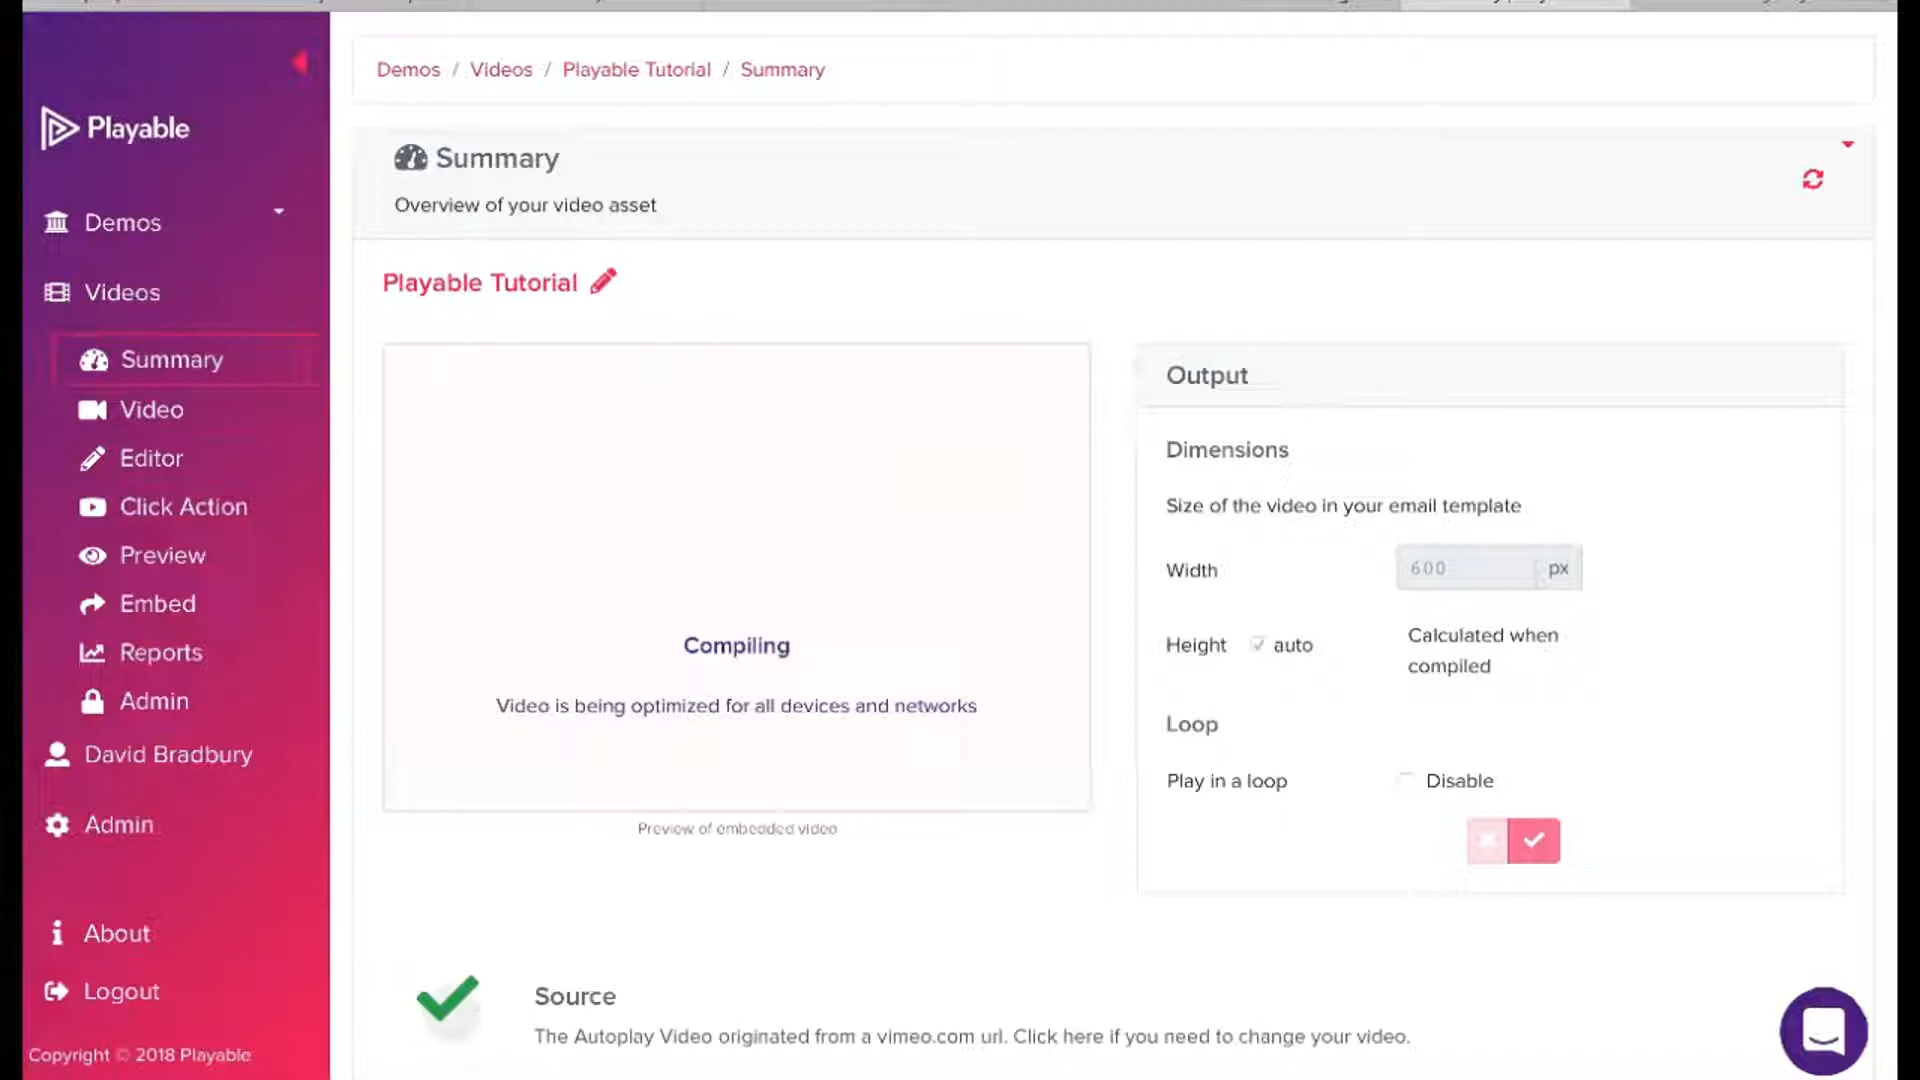 Demos / Videos / Playable Tutorial / Summary
Playable
Summary
Overview of your video asset
Demos
Videos
Summary
Video
Editor
Click Action
Preview
Embed
Reports
Admin
David Bradbury
Admin
About
Logout
Copyright © 2018 Playable
Playable Tutorial
Compiling
Video is being optimized for all devices and networks
Preview of embedded video
Output
Dimensions
Size of the video in your email template
Width 600 px
Height auto Calculated when
compiled
Loop
Play in a loop Disable
Source
The Autoplay Video originated from a vimeo.com url. Click here if you need to change your video.